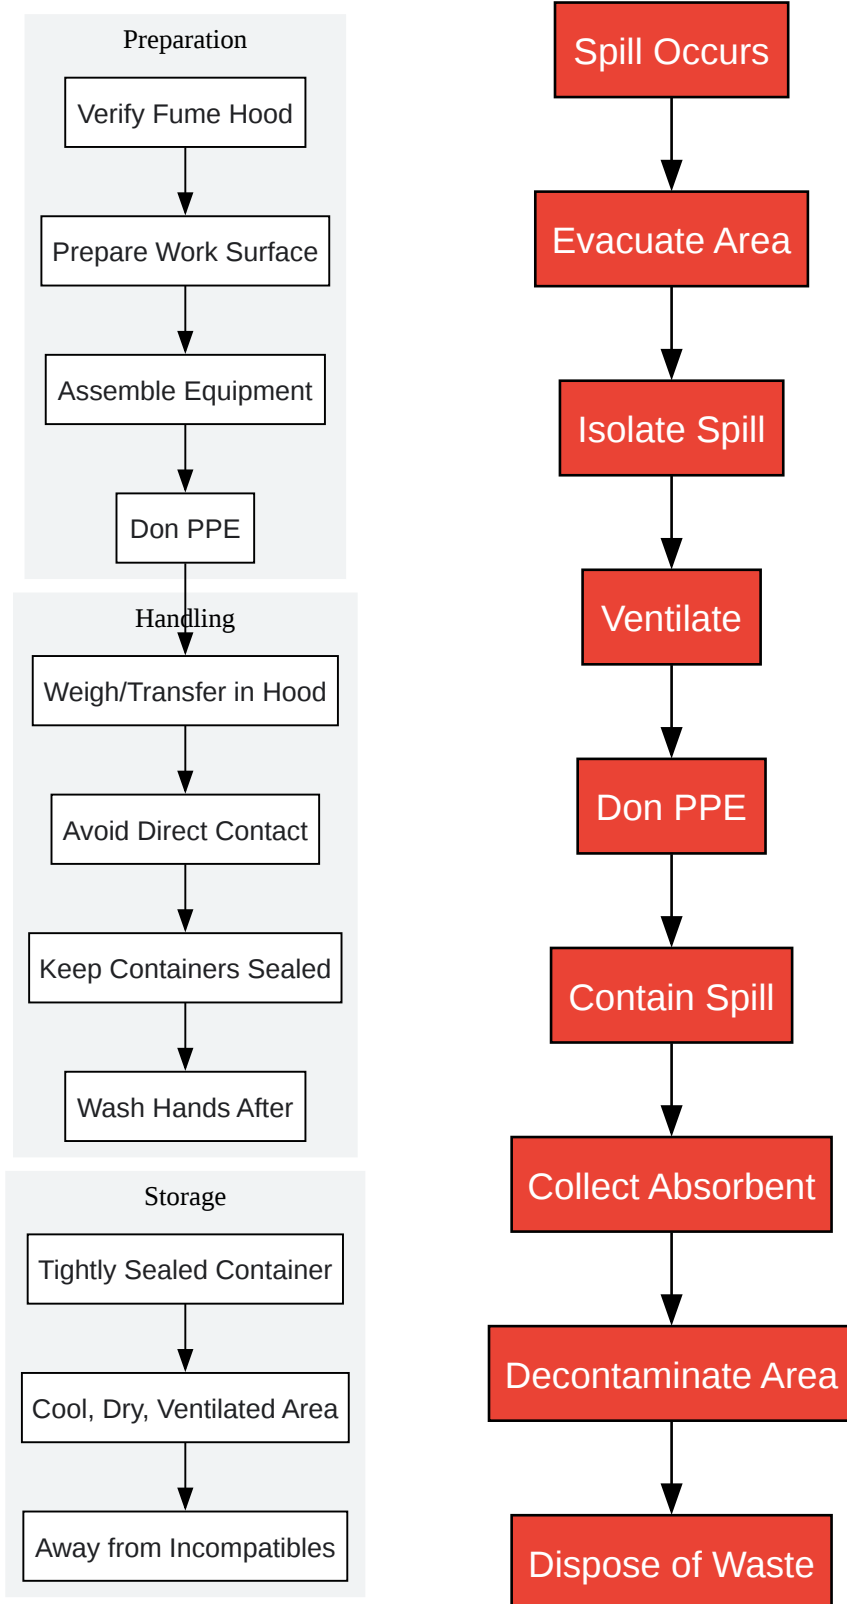 Preparation
Verify Fume Hood
Prepare Work Surface
Assemble Equipment
Don PPE
Handling
Weigh/Transfer in Hood
Avoid Direct Contact
Keep Containers Sealed
Wash Hands After
Storage
Tightly Sealed Container
Cool, Dry, Ventilated Area
Away from Incompatibles
Spill Occurs
Evacuate Area
Isolate Spill
Ventilate
Don PPE
Contain Spill
Collect Absorbent
Decontaminate Area
Dispose of Waste